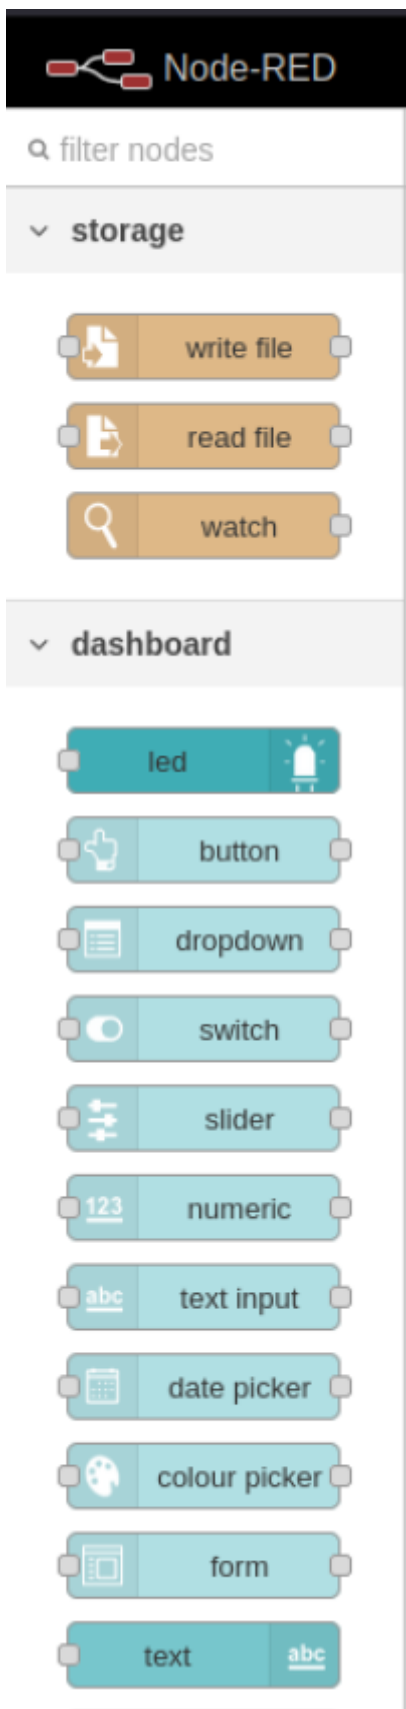 Node-RED
filter nodes
storage
write file
read file
watch
dashboard
led
button
dropdown
switch
slider
123 numeric
abc text input
date picker
colour picker
form
text abc